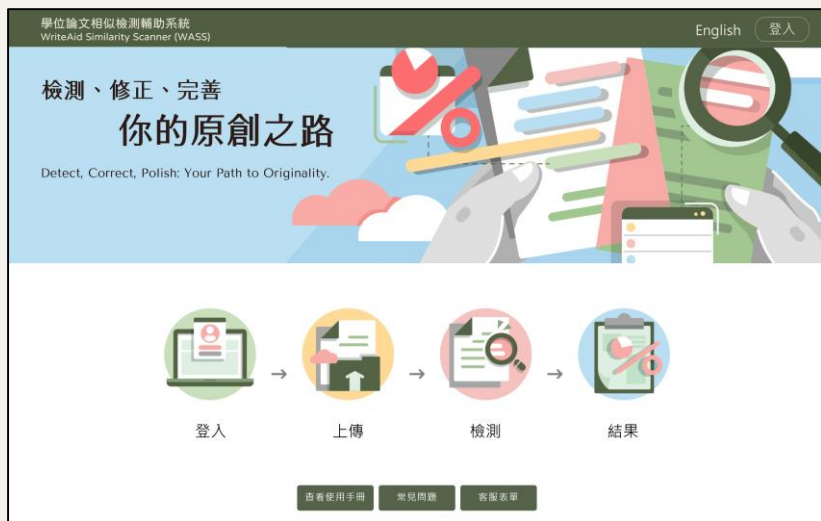 學位論文相似檢測輔助系統
WriteAid Similarity Scanner (WASS)
English
登入
檢測、修正、完善
你的原創之路
Detect, Correct, Polish: Your Path to Originality.
登入 → 上傳 → 檢測 → 結果
查看使用手冊 常見問題 客服表單